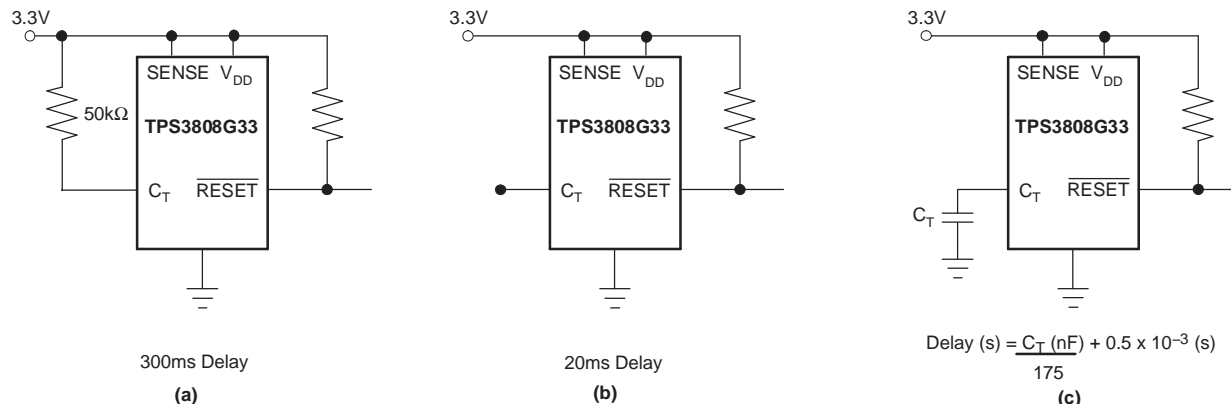 3.3V
SENSE V_DD
50kΩ
TPS3808G33
C_T RESET
300ms Delay
(a)
3.3V
SENSE V_DD
TPS3808G33
C_T RESET
20ms Delay
(b)
3.3V
SENSE V_DD
TPS3808G33
C_T RESET
C_T
Delay (s) = C_T (nF) + 0.5 x 10⁻³ (s)
175
(c)